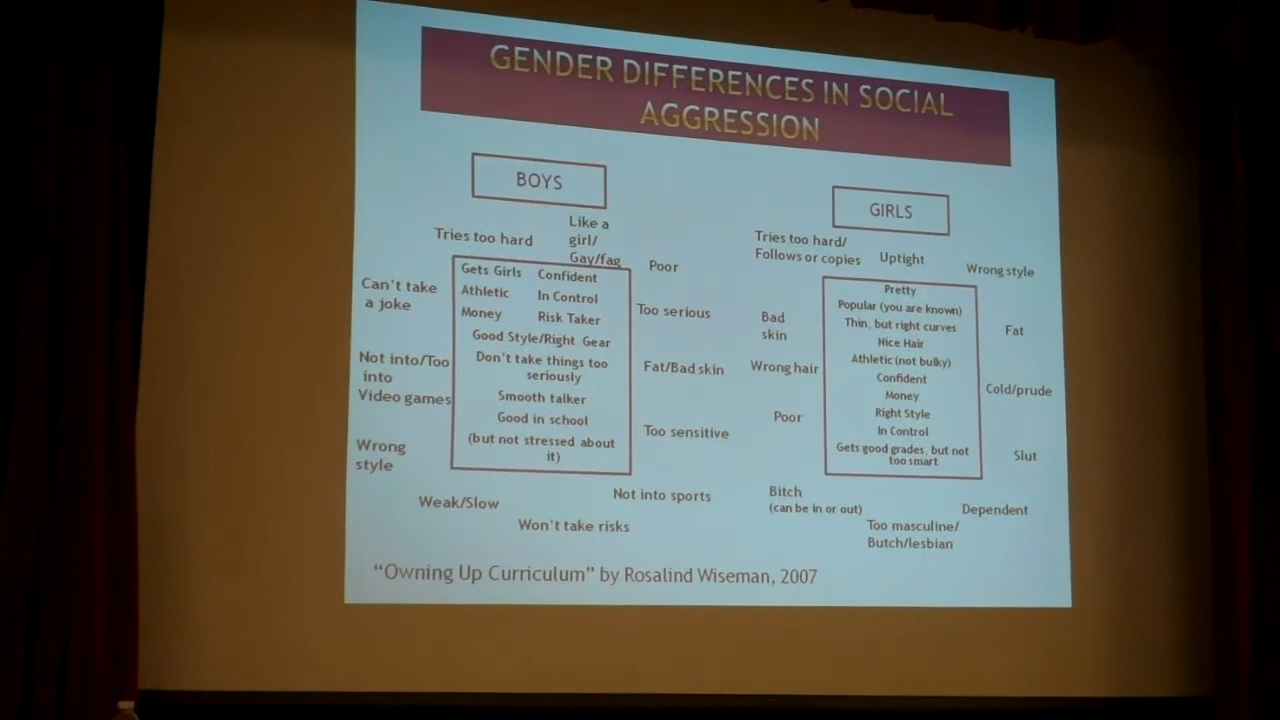 GENDER DIFFERENCES IN SOCIAL
AGGRESSION
BOYS
Tries too hard
Like a
girl/
Gay/fag
Poor
Can't take
a joke
Too serious
Not into/Too
into
Video games
Fat/Bad skin
Wrong
style
Too sensitive
Weak/Slow
Not into sports
Won't take risks
Gets Girls Confident
Athletic In Control
Money Risk Taker
Good Style/Right Gear
Don't take things too
seriously
Smooth talker
Good in school
(but not stressed about
it)
GIRLS
Tries too hard/
Follows or copies
Uptight
Wrong style
Bad
skin
Fat
Wrong hair
Cold/prude
Poor
Slut
Bitch
(can be in or out)
Dependent
Too masculine/
Butch/lesbian
Pretty
Popular (you are known)
Thin, but right curves
Nice Hair
Athletic (not bulky)
Confident
Money
Right Style
In Control
Gets good grades, but not
too smart
"Owning Up Curriculum" by Rosalind Wiseman, 2007